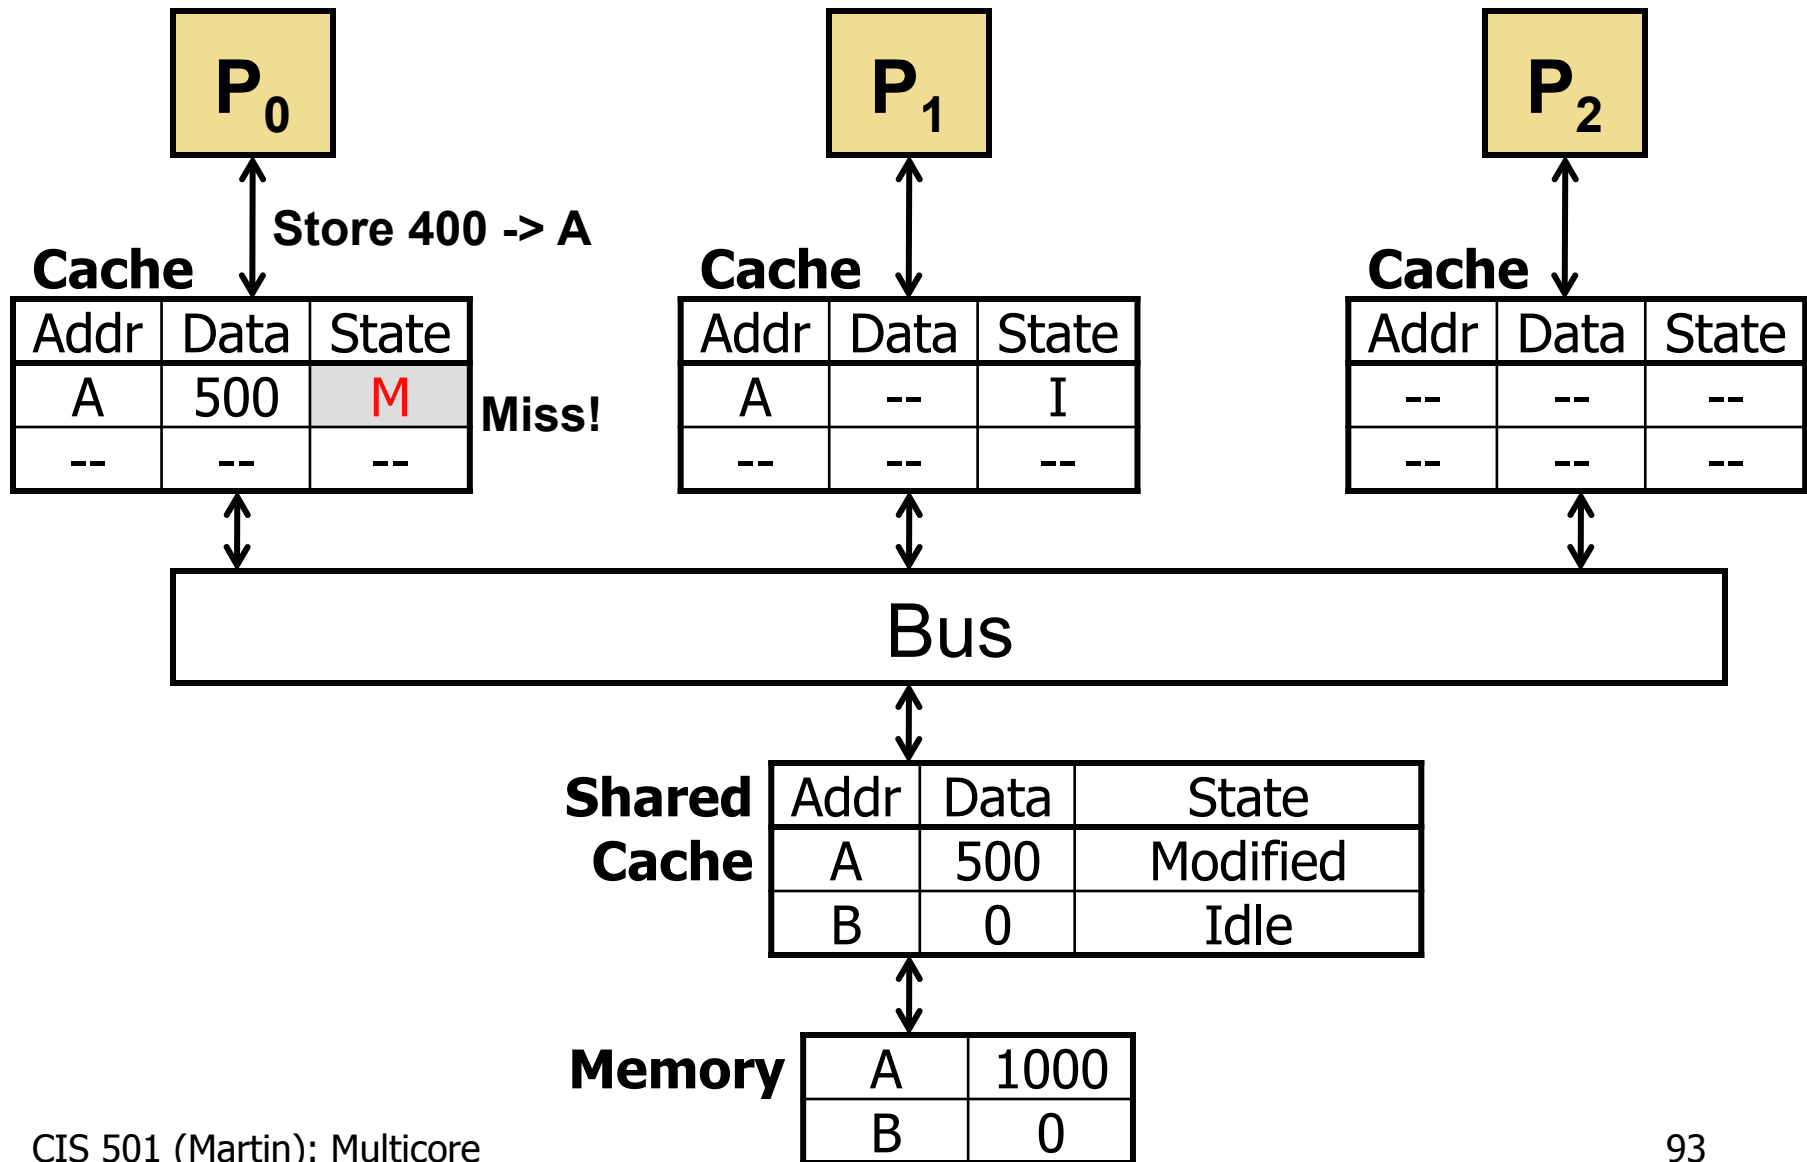 P0 P1 P2
Store 400 -> A
Cache Cache Cache
Addr Data State Addr Data State Addr Data State
A 500 M Miss! A -- I -- -- --
-- -- -- -- -- -- -- -- --
Bus
Shared Addr Data State
Cache A 500 Modified
B 0 Idle
Memory A 1000
B 0
CIS 501 (Martin): Multicore 93